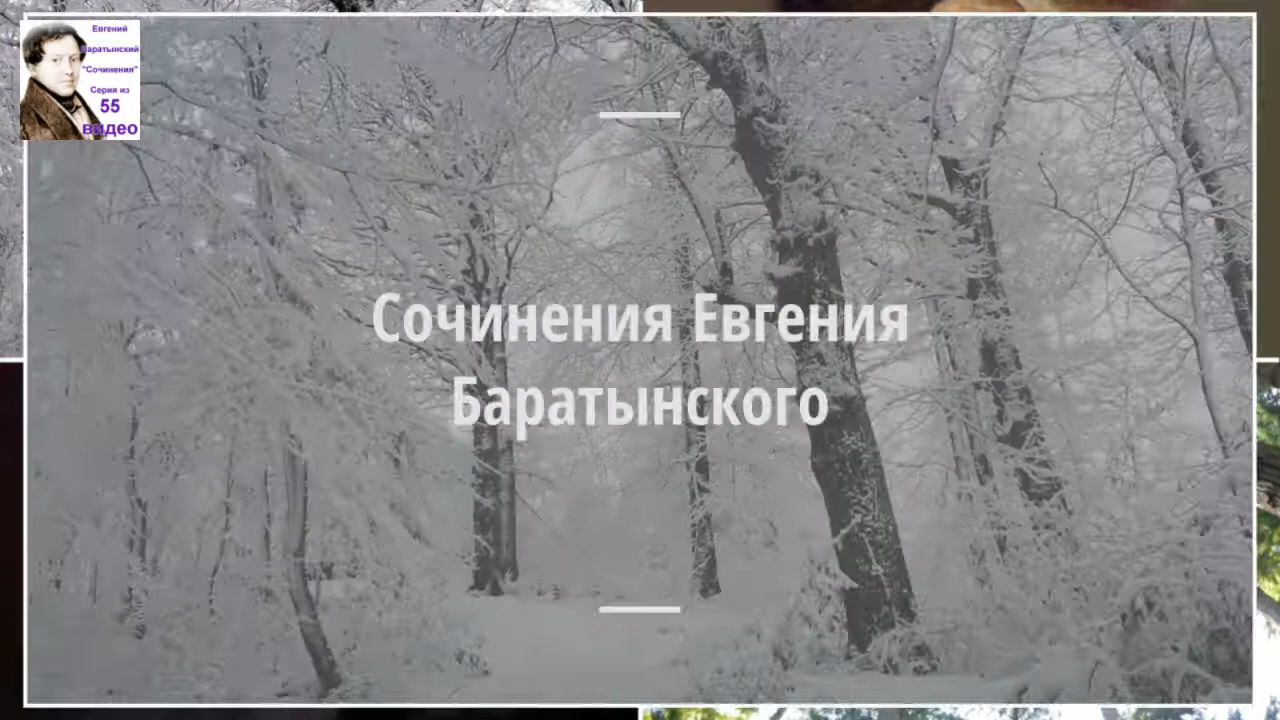 Евгений
Баратынский
"Сочинения"
Серия из
55
видео
Сочинения Евгения
Баратынского